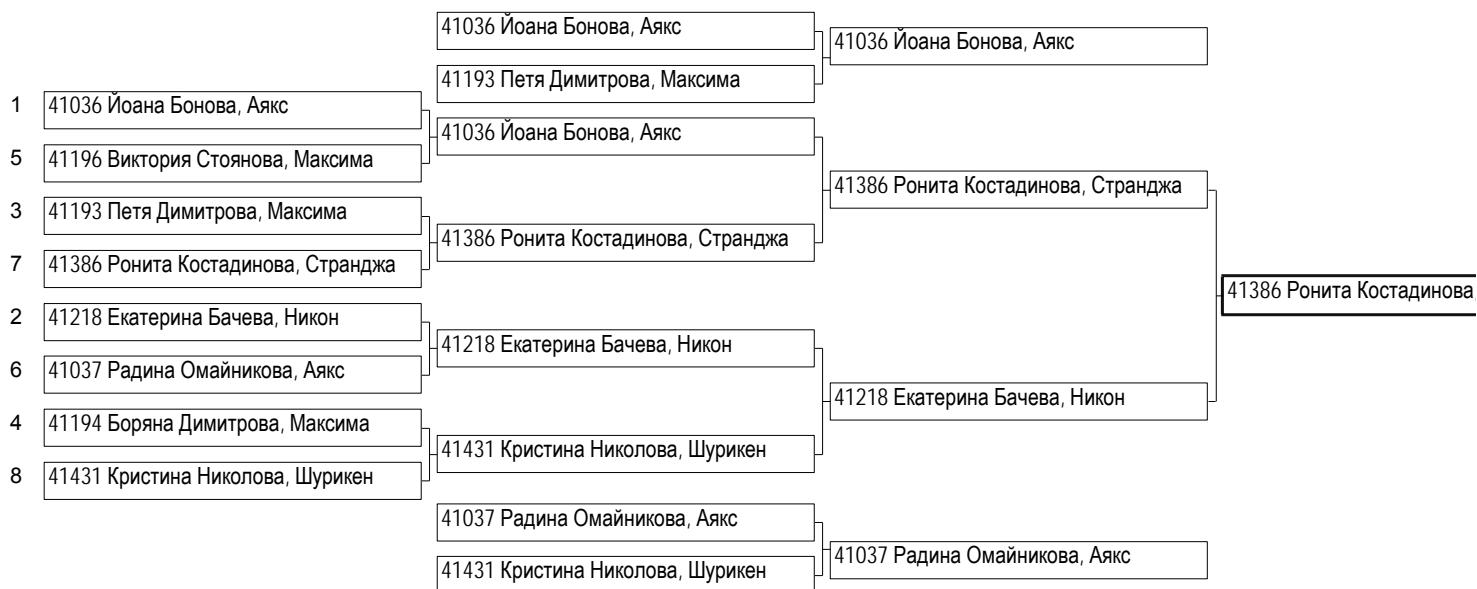 41036 Йоана Бонова, Аякс
41036 Йоана Бонова, Аякс
41193 Петя Димитрова, Максима
1 41036 Йоана Бонова, Аякс
41036 Йоана Бонова, Аякс
5 41196 Виктория Стоянова, Максима
41386 Ронита Костадинова, Странджа
3 41193 Петя Димитрова, Максима
41386 Ронита Костадинова, Странджа
7 41386 Ронита Костадинова, Странджа
41386 Ронита Костадинова,
2 41218 Екатерина Бачева, Никон
41218 Екатерина Бачева, Никон
6 41037 Радина Омайникова, Аякс
41218 Екатерина Бачева, Никон
4 41194 Боряна Димитрова, Максима
41431 Кристина Николова, Шурикен
8 41431 Кристина Николова, Шурикен
41037 Радина Омайникова, Аякс
41037 Радина Омайникова, Аякс
41431 Кристина Николова, Шурикен